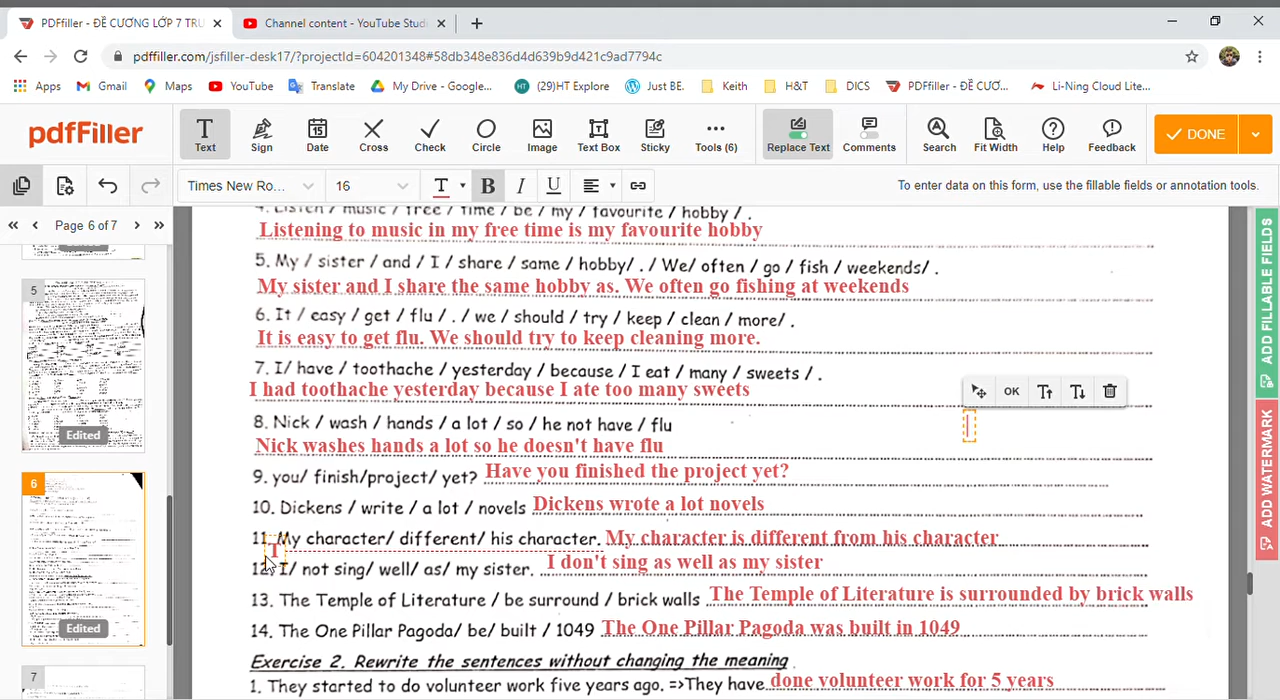 PDFfiller - ĐỀ CƯƠNG LỚP 7 TRU
Channel content - YouTube Studi
pdffiller.com/jsfiller-desk17/?projectId=604201348#58db348e836d4d639b9d421c9ad7794c
Apps
Gmail
Maps
YouTube
Translate
My Drive - Google...
(29)HT Explore
Just BE.
Keith
H&T
DICS
PDFfiller - ĐỀ CƯO...
Li-Ning Cloud Lite...
pdfFiller
Text
Sign
Date
Cross
Check
Circle
Image
Text Box
Sticky
Tools (6)
Replace Text
Comments
Search
Fit Width
Help
Feedback
DONE
Times New Ro...
16
T
B
I
U
To enter data on this form, use the fillable fields or annotation tools.
Page 6 of 7
5
Edited
6
Edited
7
4. Listen / music / free / time / be / my / favourite / hobby / .
Listening to music in my free time is my favourite hobby
5. My / sister / and / I / share / same / hobby/ . / We/ often / go / fish / weekends/ .
My sister and I share the same hobby as. We often go fishing at weekends
6. It / easy / get / flu / . / we / should / try / keep / clean / more/ .
It is easy to get flu. We should try to keep cleaning more.
7. I/ have / toothache / yesterday / because / I eat / many / sweets / .
I had toothache yesterday because I ate too many sweets
OK
8. Nick / wash / hands / a lot / so / he not have / flu
Nick washes hands a lot so he doesn't have flu
9. you/ finish/project/ yet? Have you finished the project yet?
10. Dickens / write / a lot / novels Dickens wrote a lot novels
11. My character/ different/ his character. My character is different from his character
T
12. I/ not sing/ well/ as/ my sister. I don't sing as well as my sister
13. The Temple of Literature / be surround / brick walls The Temple of Literature is surrounded by brick walls
14. The One Pillar Pagoda/ be/ built / 1049 The One Pillar Pagoda was built in 1049
Exercise 2. Rewrite the sentences without changing the meaning
1. They started to do volunteer work five years ago. =>They have done volunteer work for 5 years
ADD FILLABLE FIELDS
ADD WATERMARK